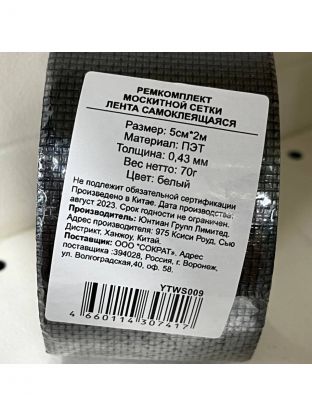 РЕМКОМПЛЕКТ
МОСКИТНОЙ СЕТКИ
ЛЕНТА САМОКЛЕЯЩАЯСЯ
Размер: 5см*2м
Материал: ПЭТ
Толщина: 0,43 мм
Вес нетто: 70г
Цвет: белый
Не подлежит обязательной сертификации
Произведено в Китае. Дата производства:
август 2023. Срок годности не ограничен.
Производитель: Юнтиан Групп Лимитед.
Адрес производителя: 975 Ксиси Роуд, Сью
Дистрикт, Ханжоу, Китай.
Поставщик: ООО "СОКРАТ". Адрес
поставщика :394028, Россия, г. Воронеж,
ул. Волгоградская,40, оф. 58.
YTWS009
4 660114 307417